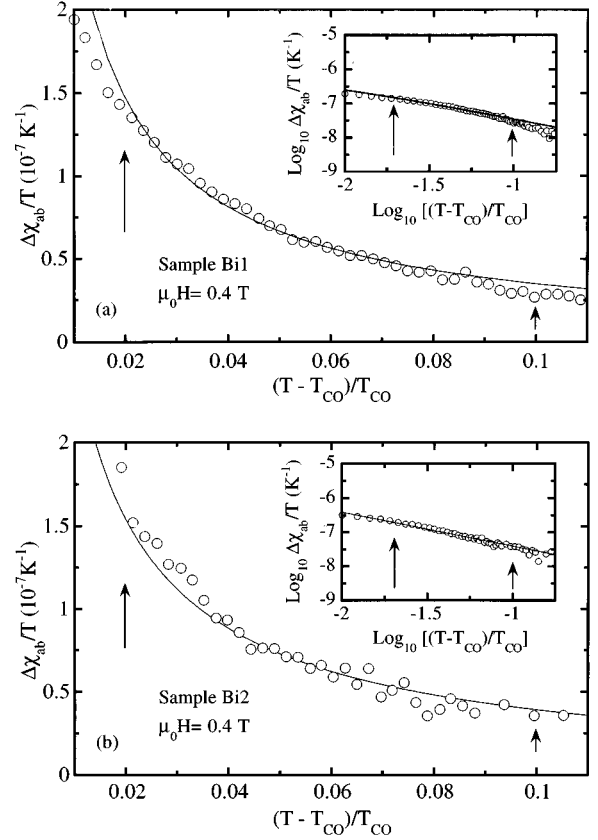 (a)
Δχab/T (10-7 K-1)
2
1.5
1
0.5
0
0.02
0.04
0.06
0.08
0.1
(T - TCO)/TCO
Sample Bi1
μ0H= 0.4 T
Log10 Δχab/T (K-1)
-5
-6
-7
-8
-9
-2
-1.5
-1
Log10 [(T-TCO)/TCO]
(b)
Δχab/T (10-7K-1)
2
1.5
1
0.5
0
0.02
0.04
0.06
0.08
0.1
(T - TCO)/TCO
Sample Bi2
μ0H= 0.4 T
Log10 Δχab/T (K-1)
-5
-6
-7
-8
-9
-2
-1.5
-1
Log10 [(T-TCO)/TCO]